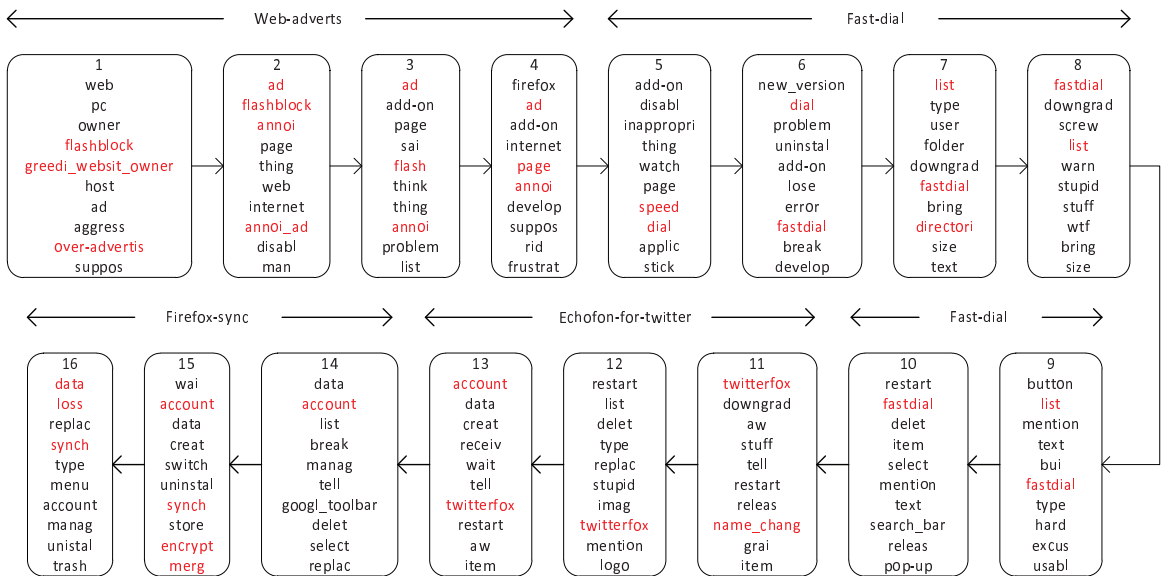 Web-adverts
Fast-dial
1
web
pc
owner
flashblock
greedi_websit_owner
host
ad
aggress
over-advertis
suppos
2
ad
flashblock
annoi
page
thing
web
internet
annoi_ad
disabl
man
3
ad
add-on
page
sai
flash
think
thing
annoi
problem
list
4
firefox
ad
add-on
internet
page
annoi
develop
suppos
rid
frustrat
5
add-on
disabl
inappropri
thing
watch
page
speed
dial
applic
stick
6
new_version
dial
problem
uninstal
add-on
lose
error
fastdial
break
develop
7
list
type
user
folder
downgrad
fastdial
bring
directori
size
text
8
fastdial
downgrad
screw
list
warn
stupid
stuff
wtf
bring
size
Firefox-sync
Echofon-for-twitter
Fast-dial
16
data
loss
replac
synch
type
menu
account
manag
unistal
trash
15
wai
account
data
creat
switch
uninstal
synch
store
encrypt
merg
14
data
account
list
break
manag
tell
googl_toolbar
delet
select
replac
13
account
data
creat
receiv
wait
tell
twitterfox
restart
aw
item
12
restart
list
delet
type
replac
stupid
imag
twitterfox
mention
logo
11
twitterfox
downgrad
aw
stuff
tell
restart
releas
name_chang
grai
item
10
restart
fastdial
delet
item
select
mention
text
search_bar
releas
pop-up
9
button
list
mention
text
bui
fastdial
type
hard
excus
usabl